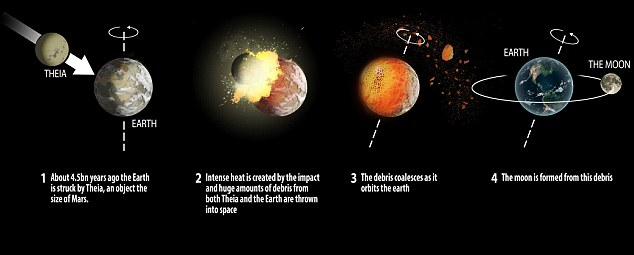 THEIA
EARTH
EARTH
THE MOON
1 About 4.5bn years ago the Earth
is struck by Theia, an object the
size of Mars.
2 Intense heat is created by the impact
and huge amounts of debris from
both Theia and the Earth are thrown
into space
3 The debris coalesces as it
orbits the earth
4 The moon is formed from this debris